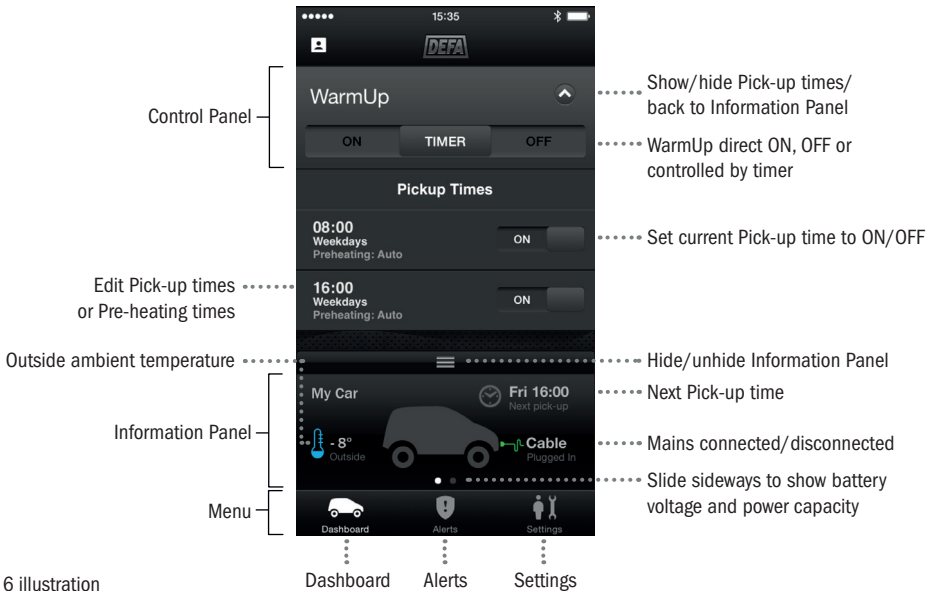 15:35
DEFA
Control Panel
WarmUp
Show/hide Pick-up times/
back to Information Panel
ON TIMER OFF
WarmUp direct ON, OFF or
controlled by timer
Pickup Times
08:00
Weekdays
Preheating: Auto
ON
Set current Pick-up time to ON/OFF
Edit Pick-up times
or Pre-heating times
16:00
Weekdays
Preheating: Auto
ON
Outside ambient temperature
Hide/unhide Information Panel
Information Panel
My Car
Fri 16:00
Next pick-up
Next Pick-up time
- 8°
Outside
Cable
Plugged In
Mains connected/disconnected
Slide sideways to show battery
voltage and power capacity
Menu
Dashboard Alerts Settings
Dashboard Alerts Settings
6 illustration